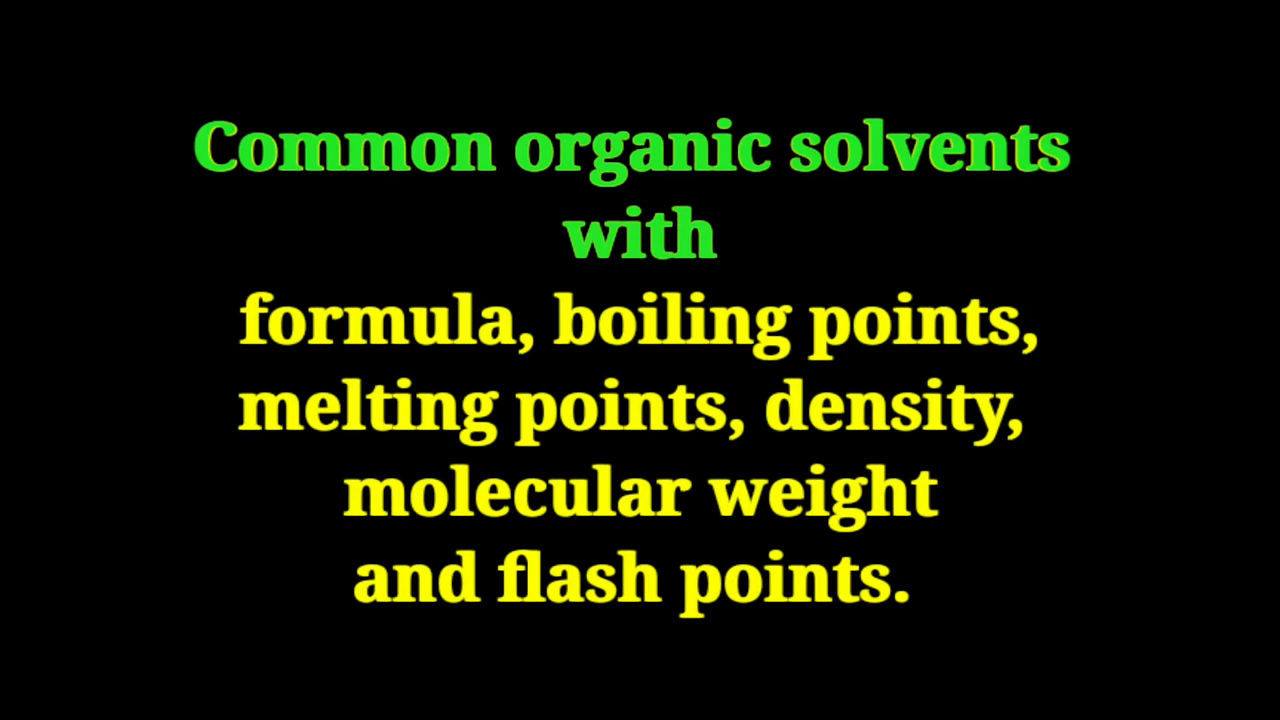 Common organic solvents
with
formula, boiling points,
melting points, density,
molecular weight
and flash points.